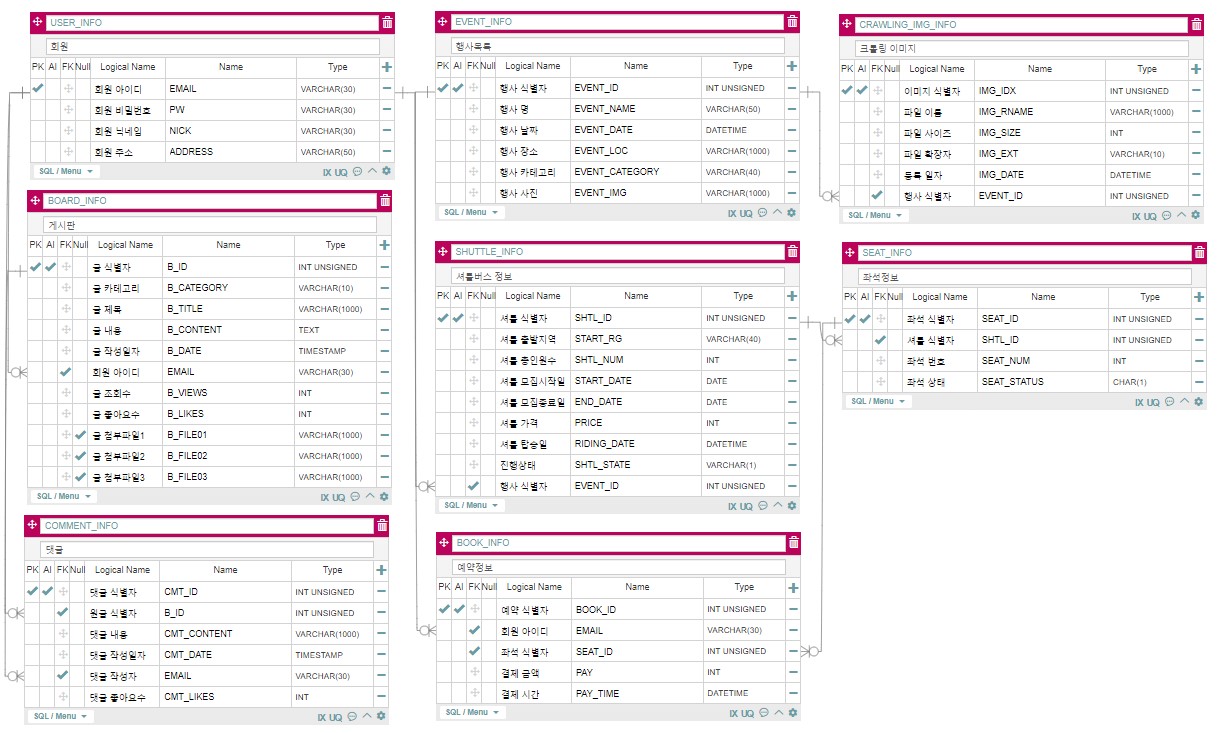 USER_INFO
회원
PK AI FK Null Logical Name Name Type
회원 아이디 EMAIL VARCHAR(30)
회원 비밀번호 PW VARCHAR(30)
회원 닉네임 NICK VARCHAR(30)
회원 주소 ADDRESS VARCHAR(50)
SQL / Menu IX UQ
BOARD_INFO
게시판
PK AI FK Null Logical Name Name Type
글 식별자 B_ID INT UNSIGNED
글 카테고리 B_CATEGORY VARCHAR(10)
글 제목 B_TITLE VARCHAR(1000)
글 내용 B_CONTENT TEXT
글 작성일자 B_DATE TIMESTAMP
회원 아이디 EMAIL VARCHAR(30)
글 조회수 B_VIEWS INT
글 좋아요수 B_LIKES INT
글 첨부파일1 B_FILE01 VARCHAR(1000)
글 첨부파일2 B_FILE02 VARCHAR(1000)
글 첨부파일3 B_FILE03 VARCHAR(1000)
SQL / Menu IX UQ
COMMENT_INFO
댓글
PK AI FK Null Logical Name Name Type
댓글 식별자 CMT_ID INT UNSIGNED
원글 식별자 B_ID INT UNSIGNED
댓글 내용 CMT_CONTENT VARCHAR(1000)
댓글 작성일자 CMT_DATE TIMESTAMP
댓글 작성자 EMAIL VARCHAR(30)
댓글 좋아요수 CMT_LIKES INT
SQL / Menu IX UQ
EVENT_INFO
행사목록
PK AI FK Null Logical Name Name Type
행사 식별자 EVENT_ID INT UNSIGNED
행사 명 EVENT_NAME VARCHAR(50)
행사 날짜 EVENT_DATE DATETIME
행사 장소 EVENT_LOC VARCHAR(1000)
행사 카테고리 EVENT_CATEGORY VARCHAR(40)
행사 사진 EVENT_IMG VARCHAR(1000)
SQL / Menu IX UQ
SHUTTLE_INFO
셔틀버스 정보
PK AI FK Null Logical Name Name Type
셔틀 식별자 SHTL_ID INT UNSIGNED
셔틀 출발지역 START_RG VARCHAR(40)
셔틀 총인원수 SHTL_NUM INT
셔틀 모집시작일 START_DATE DATE
셔틀 모집종료일 END_DATE DATE
셔틀 가격 PRICE INT
셔틀 탑승일 RIDING_DATE DATETIME
진행상태 SHTL_STATE VARCHAR(1)
행사 식별자 EVENT_ID INT UNSIGNED
SQL / Menu IX UQ
BOOK_INFO
예약정보
PK AI FK Null Logical Name Name Type
예약 식별자 BOOK_ID INT UNSIGNED
회원 아이디 EMAIL VARCHAR(30)
좌석 식별자 SEAT_ID INT UNSIGNED
결제 금액 PAY INT
결제 시간 PAY_TIME DATETIME
SQL / Menu IX UQ
CRAWLING_IMG_INFO
크롤링 이미지
PK AI FK Null Logical Name Name Type
이미지 식별자 IMG_IDX INT UNSIGNED
파일 이름 IMG_RNAME VARCHAR(1000)
파일 사이즈 IMG_SIZE INT
파일 확장자 IMG_EXT VARCHAR(10)
등록 일자 IMG_DATE DATETIME
행사 식별자 EVENT_ID INT UNSIGNED
SQL / Menu IX UQ
SEAT_INFO
좌석정보
PK AI FK Null Logical Name Name Type
좌석 식별자 SEAT_ID INT UNSIGNED
셔틀 식별자 SHTL_ID INT UNSIGNED
좌석 번호 SEAT_NUM INT
좌석 상태 SEAT_STATUS CHAR(1)
SQL / Menu IX UQ